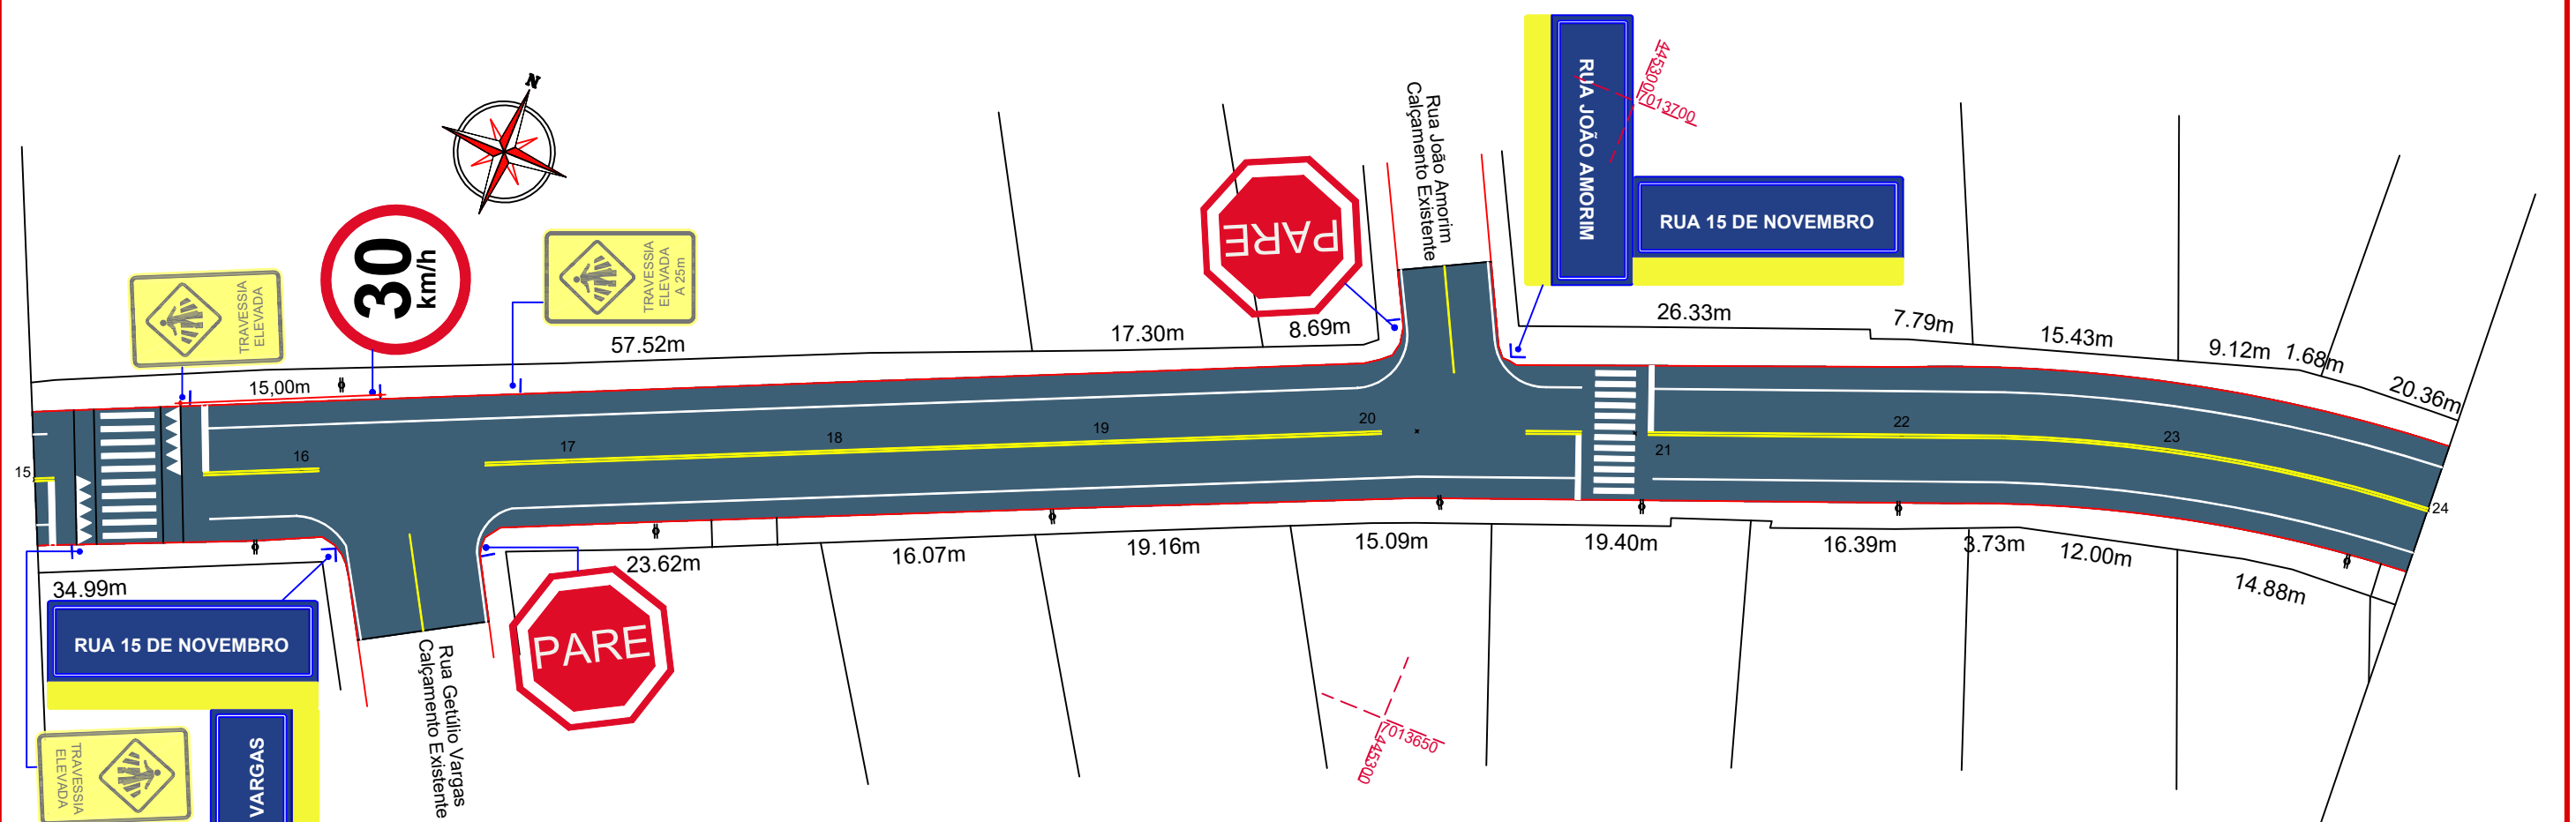 N
RUA JOÃO AMORIM
445300
7013700
RUA 15 DE NOVEMBRO
Rua João Amorim
Calçamento Existente
PARE
30
km/h
TRAVESSIA
ELEVADA
TRAVESSIA
ELEVADA
A 25m
15,00m
57.52m
17.30m
8.69m
26.33m
7.79m
15.43m
9.12m
1.68m
20.36m
15
16
17
18
19
20
21
22
23
24
34.99m
23.62m
16.07m
19.16m
15.09m
19.40m
16.39m
3.73m
12.00m
14.88m
RUA 15 DE NOVEMBRO
VARGAS
TRAVESSIA
ELEVADA
Rua Getúlio Vargas
Calçamento Existente
PARE
7013650
445300